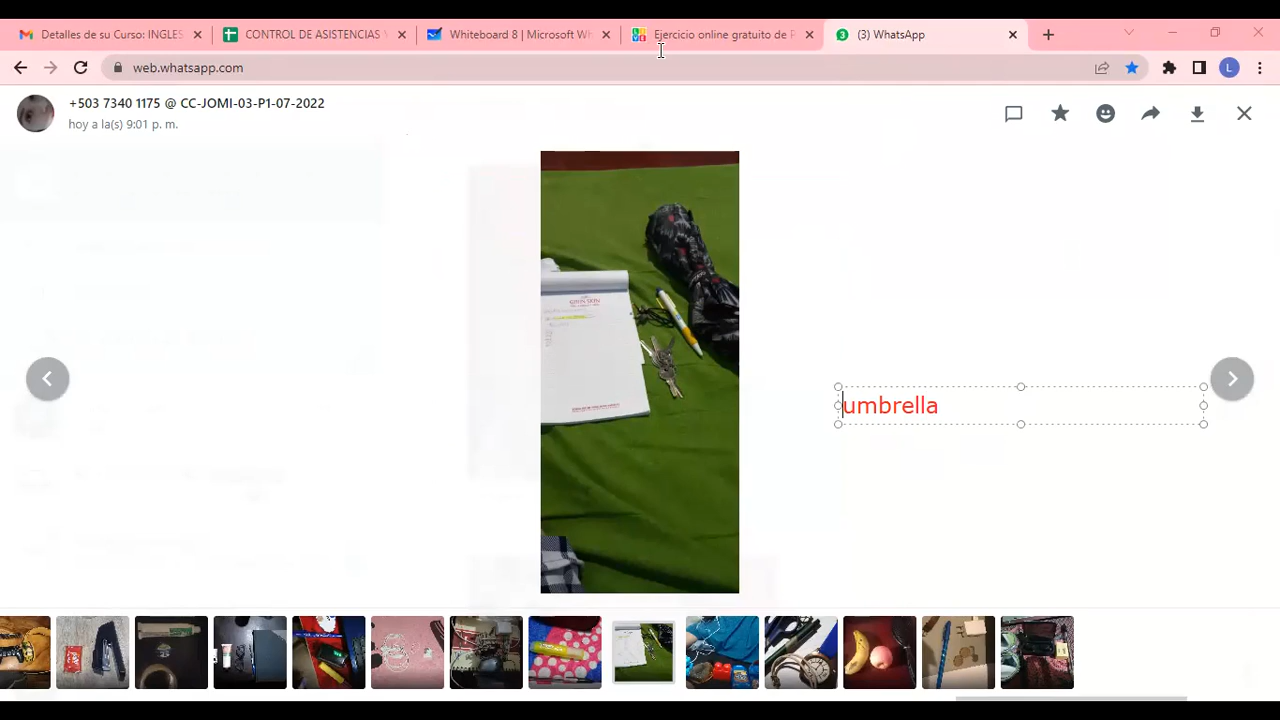 Detalles de su Curso: INGLES
CONTROL DE ASISTENCIAS
Whiteboard 8 | Microsoft Wh
Ejercicio online gratuito de P
(3) WhatsApp
web.whatsapp.com
L
+503 7340 1175 @ CC-JOMI-03-P1-07-2022
hoy a la(s) 9:01 p. m.
umbrella